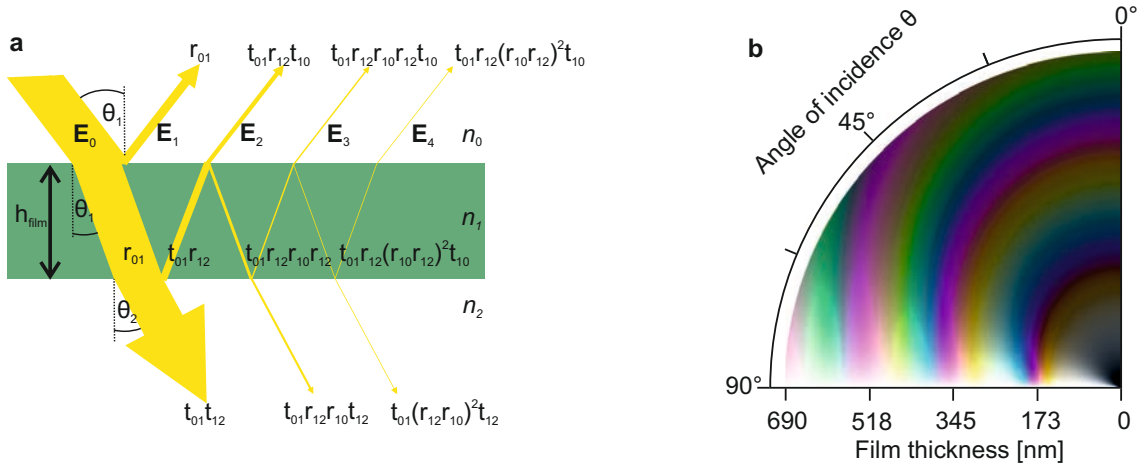 a
r₀₁
t₀₁r₁₂t₁₀
t₀₁r₁₂r₁₀r₁₂t₁₀
t₀₁r₁₂(r₁₀r₁₂)²t₁₀
θ₁
E₀
E₁
E₂
E₃
E₄
n₀
h_film
θ₁
n₁
r₀₁
t₀₁r₁₂
t₀₁r₁₂r₁₀r₁₂
t₀₁r₁₂(r₁₀r₁₂)²t₁₀
θ₂
n₂
t₀₁t₁₂
t₀₁r₁₂r₁₀t₁₂
t₀₁(r₁₂r₁₀)²t₁₂
b
0°
Angle of incidence θ
45°
90°
690
518
345
173
0
Film thickness [nm]